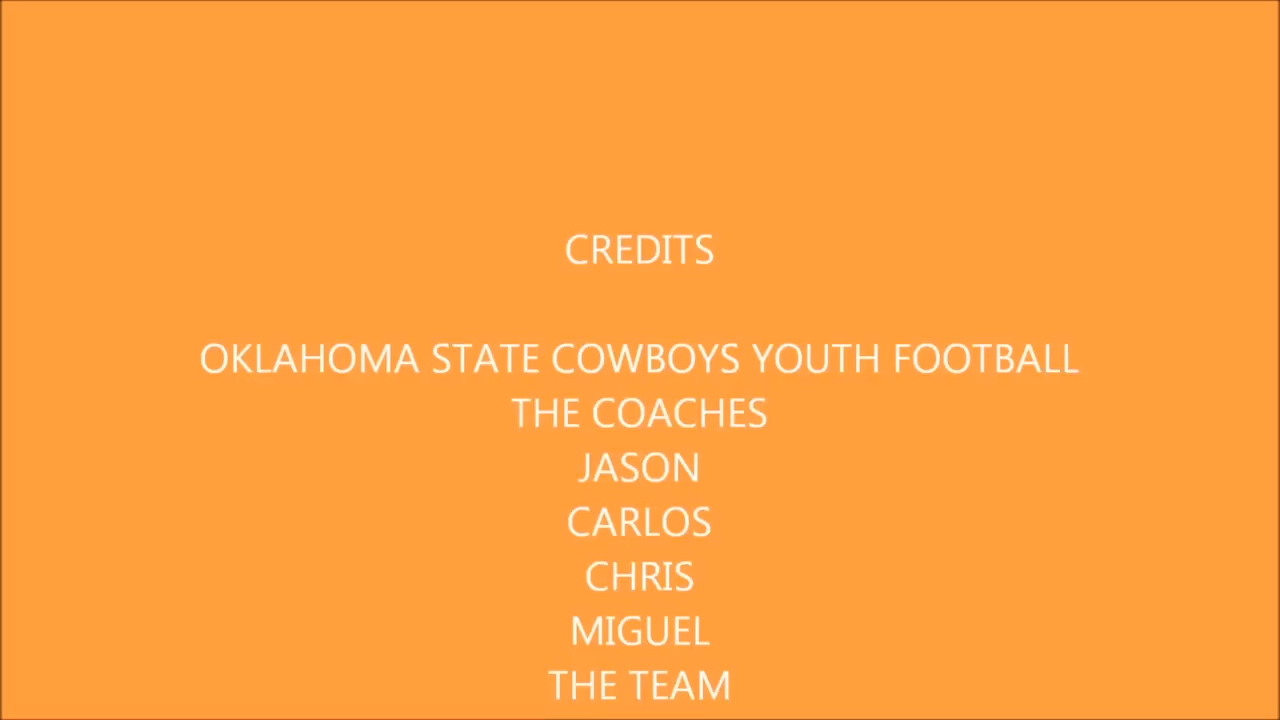 CREDITS
OKLAHOMA STATE COWBOYS YOUTH FOOTBALL
THE COACHES
JASON
CARLOS
CHRIS
MIGUEL
THE TEAM